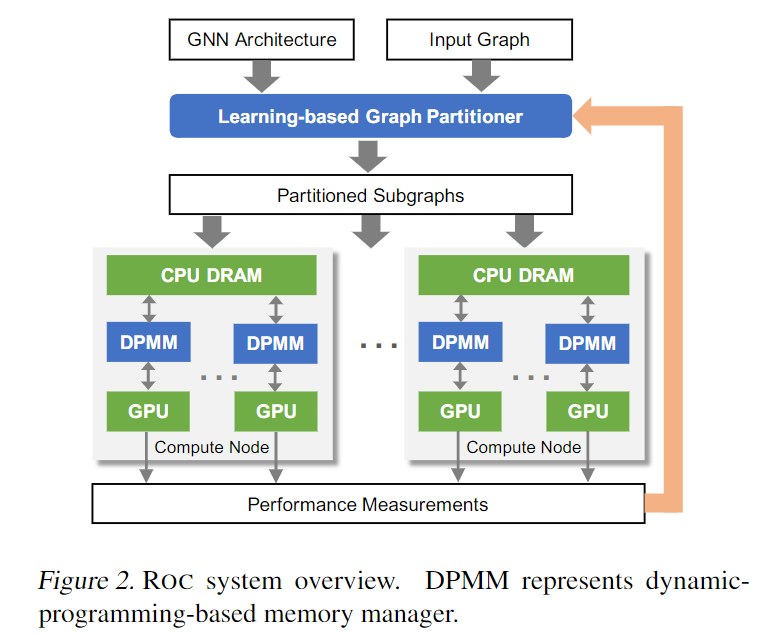 GNN Architecture
Input Graph
Learning-based Graph Partitioner
Partitioned Subgraphs
CPU DRAM
CPU DRAM
DPMM
DPMM
...
DPMM
DPMM
...
...
GPU
GPU
GPU
GPU
Compute Node
Compute Node
Performance Measurements
Figure 2. ROC system overview. DPMM represents dynamic-
programming-based memory manager.